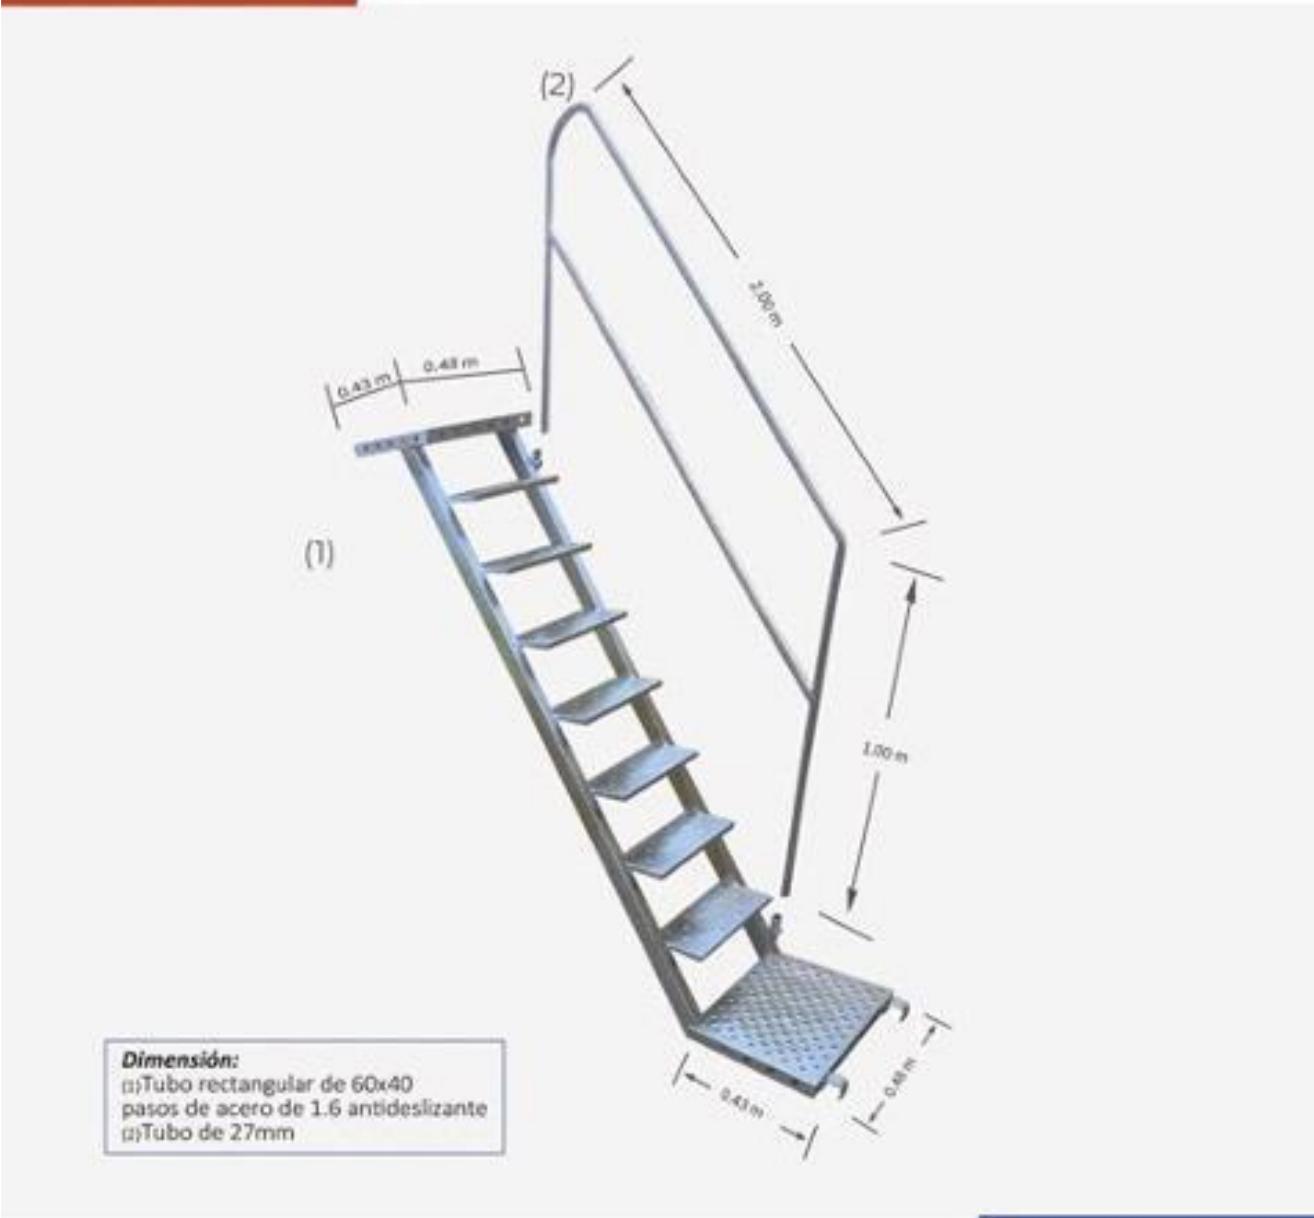 (2)
2.00 m
0.43 m
0.48 m
(1)
1.00 m
0.48 m
0.43 m
Dimensión:
(1)Tubo rectangular de 60x40
pasos de acero de 1.6 antideslizante
(2)Tubo de 27mm